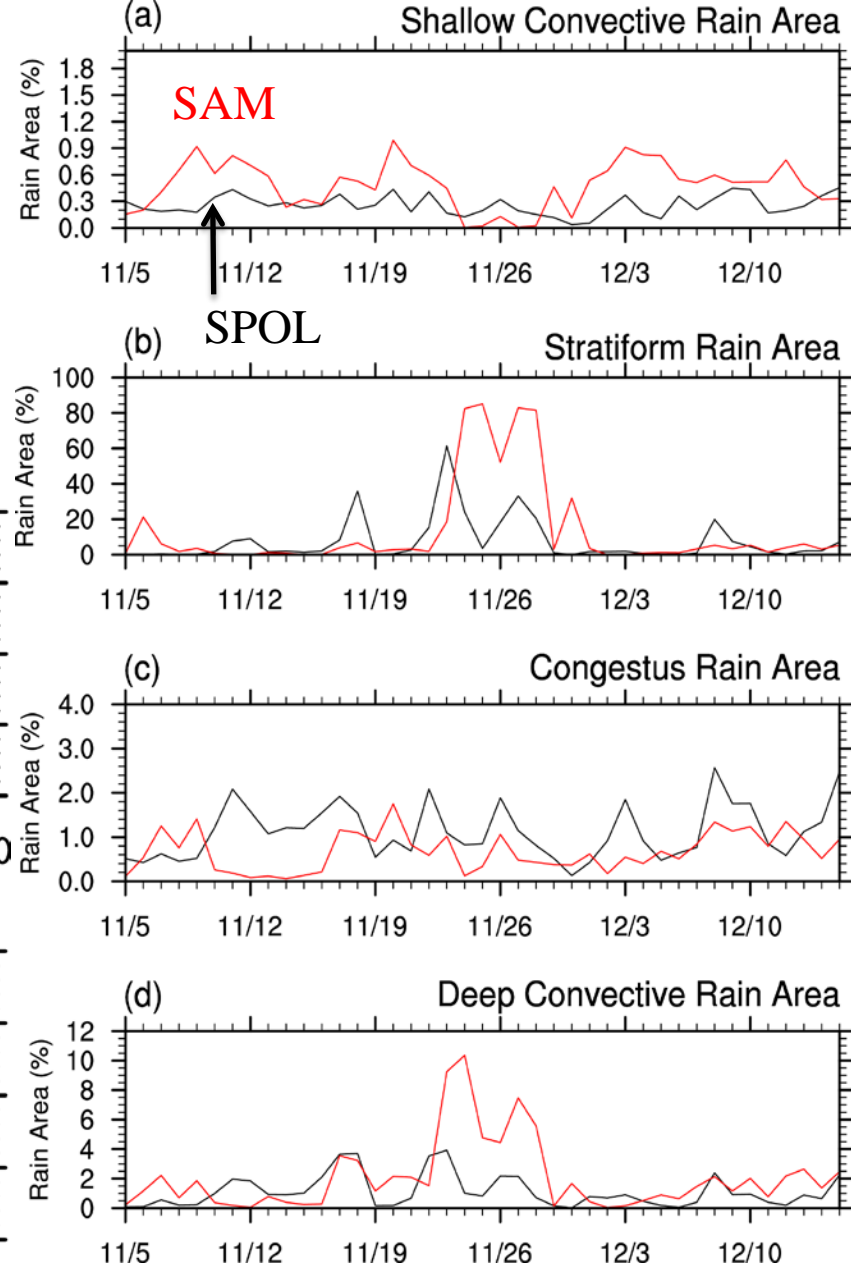 (a) Shallow Convective Rain Area
Rain Area (%)
1.8
1.5
1.2
0.9
0.6
0.3
0.0
SAM
11/5 11/12 11/19 11/26 12/3 12/10
SPOL
(b) Stratiform Rain Area
Rain Area (%)
100
80
60
40
20
0
11/5 11/12 11/19 11/26 12/3 12/10
(c) Congestus Rain Area
Rain Area (%)
4.0
3.0
2.0
1.0
0.0
11/5 11/12 11/19 11/26 12/3 12/10
(d) Deep Convective Rain Area
Rain Area (%)
12
10
8
6
4
2
0
11/5 11/12 11/19 11/26 12/3 12/10